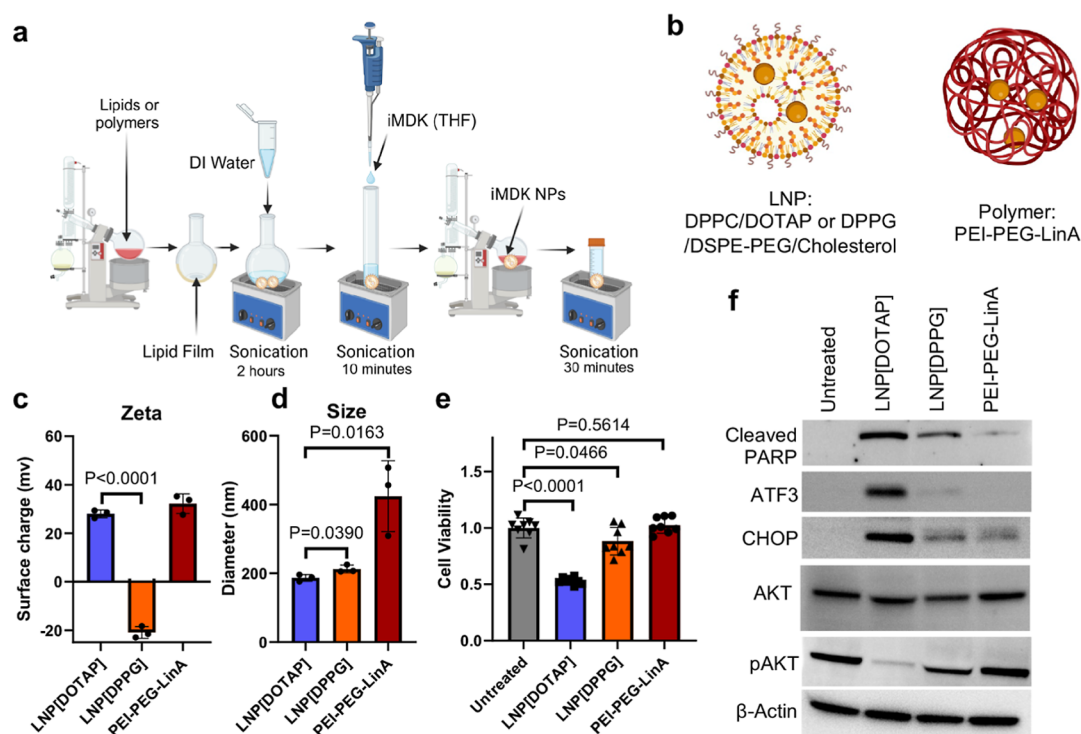 a
Lipids or
polymers
DI Water
iMDK (THF)
iMDK NPs
Lipid Film
Sonication
2 hours
Sonication
10 minutes
Sonication
30 minutes
b
LNP:
DPPC/DOTAP or DPPG
/DSPE-PEG/Cholesterol
Polymer:
PEI-PEG-LinA
c
Zeta
Surface charge (mv)
60
40
20
0
-20
P<0.0001
LNP[DOTAP]
LNP[DPPG]
PEI-PEG-LinA
d
Size
Diameter (nm)
600
400
200
0
P=0.0163
P=0.0390
LNP[DOTAP]
LNP[DPPG]
PEI-PEG-LinA
e
Cell Viability
1.5
1.0
0.5
0.0
P=0.5614
P=0.0466
P<0.0001
Untreated
LNP[DOTAP]
LNP[DPPG]
PEI-PEG-LinA
f
Untreated
LNP[DOTAP]
LNP[DPPG]
PEI-PEG-LinA
Cleaved
PARP
ATF3
CHOP
AKT
pAKT
β-Actin